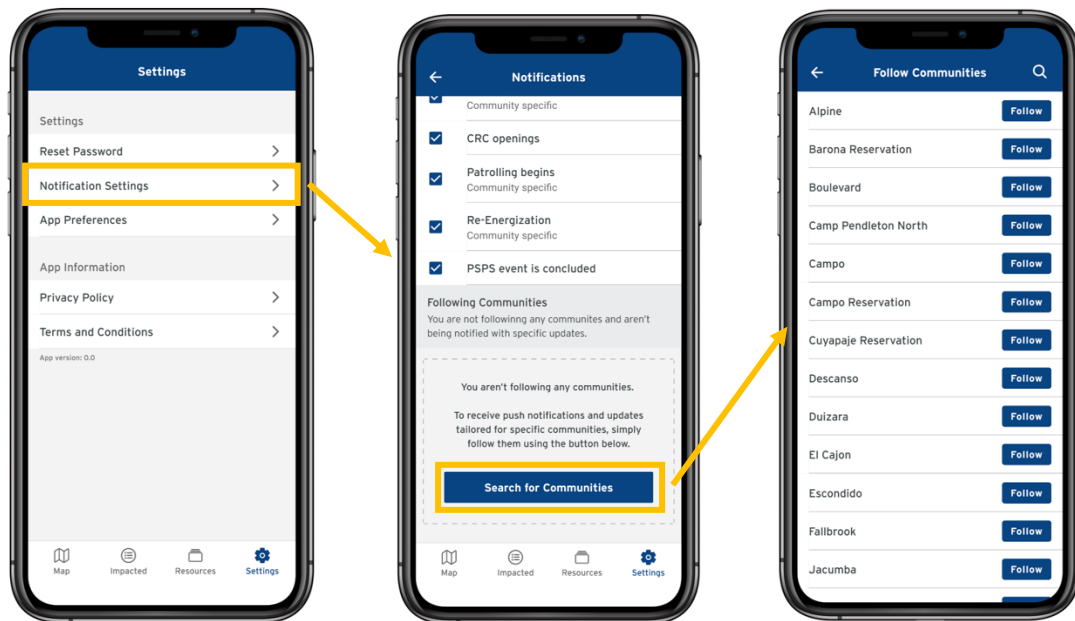 Settings
Settings
Reset Password
Notification Settings
App Preferences
App Information
Privacy Policy
Terms and Conditions
App version: 0.0
Map
Impacted
Resources
Settings
Notifications
Community specific
CRC openings
Patrolling begins
Community specific
Re-Energization
Community specific
PSPS event is concluded
Following Communities
You are not followinng any communites and aren't
being notified with specific updates.
You aren't following any communities.
To receive push notifications and updates
tailored for specific communities, simply
follow them using the button below.
Search for Communities
Map
Impacted
Resources
Settings
Follow Communities
Alpine Follow
Barona Reservation Follow
Boulevard Follow
Camp Pendleton North Follow
Campo Follow
Campo Reservation Follow
Cuyapaje Reservation Follow
Descanso Follow
Duizara Follow
El Cajon Follow
Escondido Follow
Fallbrook Follow
Jacumba Follow